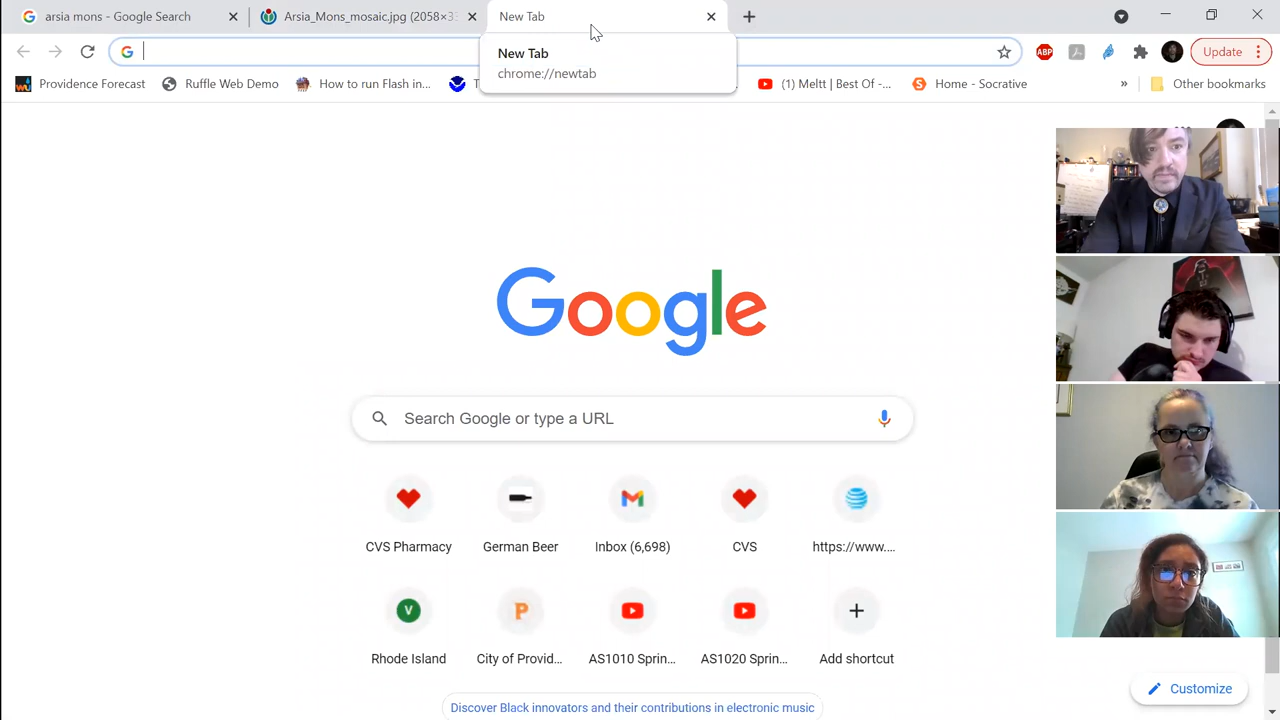 arsia mons - Google Search
Arsia_Mons_mosaic.jpg (2058×3
New Tab
New Tab
chrome://newtab
ABP
Update
Providence Forecast
Ruffle Web Demo
How to run Flash in...
(1) Meltt | Best Of -...
Home - Socrative
»
Other bookmarks
Google
Search Google or type a URL
CVS Pharmacy
German Beer
Inbox (6,698)
CVS
https://www....
Rhode Island
City of Provid...
AS1010 Sprin...
AS1020 Sprin...
Add shortcut
Customize
Discover Black innovators and their contributions in electronic music